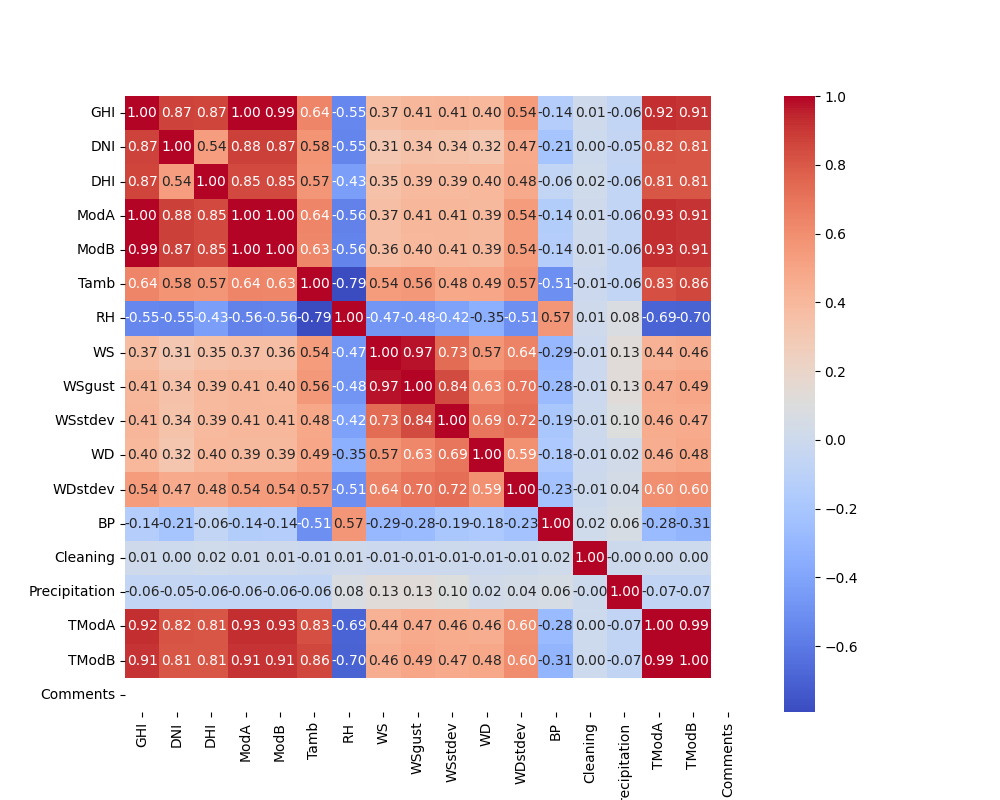 GHI 1.00 0.87 0.87 1.00 0.99 0.64 -0.55 0.37 0.41 0.41 0.40 0.54 -0.14 0.01 -0.06 0.92 0.91 1.0
DNI 0.87 1.00 0.54 0.88 0.87 0.58 -0.55 0.31 0.34 0.34 0.32 0.47 -0.21 0.00 -0.05 0.82 0.81
0.8
DHI 0.87 0.54 1.00 0.85 0.85 0.57 -0.43 0.35 0.39 0.39 0.40 0.48 -0.06 0.02 -0.06 0.81 0.81
ModA 1.00 0.88 0.85 1.00 1.00 0.64 -0.56 0.37 0.41 0.41 0.39 0.54 -0.14 0.01 -0.06 0.93 0.91
0.6
ModB 0.99 0.87 0.85 1.00 1.00 0.63 -0.56 0.36 0.40 0.41 0.39 0.54 -0.14 0.01 -0.06 0.93 0.91
Tamb 0.64 0.58 0.57 0.64 0.63 1.00 -0.79 0.54 0.56 0.48 0.49 0.57 -0.51 -0.01 -0.06 0.83 0.86
0.4
RH -0.55 -0.55 -0.43 -0.56 -0.56 -0.79 1.00 -0.47 -0.48 -0.42 -0.35 -0.51 0.57 0.01 0.08 -0.69 -0.70
WS 0.37 0.31 0.35 0.37 0.36 0.54 -0.47 1.00 0.97 0.73 0.57 0.64 -0.29 -0.01 0.13 0.44 0.46
0.2
WSgust 0.41 0.34 0.39 0.41 0.40 0.56 -0.48 0.97 1.00 0.84 0.63 0.70 -0.28 -0.01 0.13 0.47 0.49
WSstdev 0.41 0.34 0.39 0.41 0.41 0.48 -0.42 0.73 0.84 1.00 0.69 0.72 -0.19 -0.01 0.10 0.46 0.47
0.0
WD 0.40 0.32 0.40 0.39 0.39 0.49 -0.35 0.57 0.63 0.69 1.00 0.59 -0.18 -0.01 0.02 0.46 0.48
WDstdev 0.54 0.47 0.48 0.54 0.54 0.57 -0.51 0.64 0.70 0.72 0.59 1.00 -0.23 -0.01 0.04 0.60 0.60
−0.2
BP -0.14 -0.21 -0.06 -0.14 -0.14 -0.51 0.57 -0.29 -0.28 -0.19 -0.18 -0.23 1.00 0.02 0.06 -0.28 -0.31
Cleaning 0.01 0.00 0.02 0.01 0.01 -0.01 0.01 -0.01 -0.01 -0.01 -0.01 -0.01 0.02 1.00 -0.00 0.00 0.00
−0.4
Precipitation -0.06 -0.05 -0.06 -0.06 -0.06 -0.06 0.08 0.13 0.13 0.10 0.02 0.04 0.06 -0.00 1.00 -0.07 -0.07
TModA 0.92 0.82 0.81 0.93 0.93 0.83 -0.69 0.44 0.47 0.46 0.46 0.60 -0.28 0.00 -0.07 1.00 0.99
−0.6
TModB 0.91 0.81 0.81 0.91 0.91 0.86 -0.70 0.46 0.49 0.47 0.48 0.60 -0.31 0.00 -0.07 0.99 1.00
Comments
GHI
DNI
DHI
ModA
ModB
Tamb
RH
WS
WSgust
WSstdev
WD
WDstdev
BP
Cleaning
recipitation
TModA
TModB
Comments